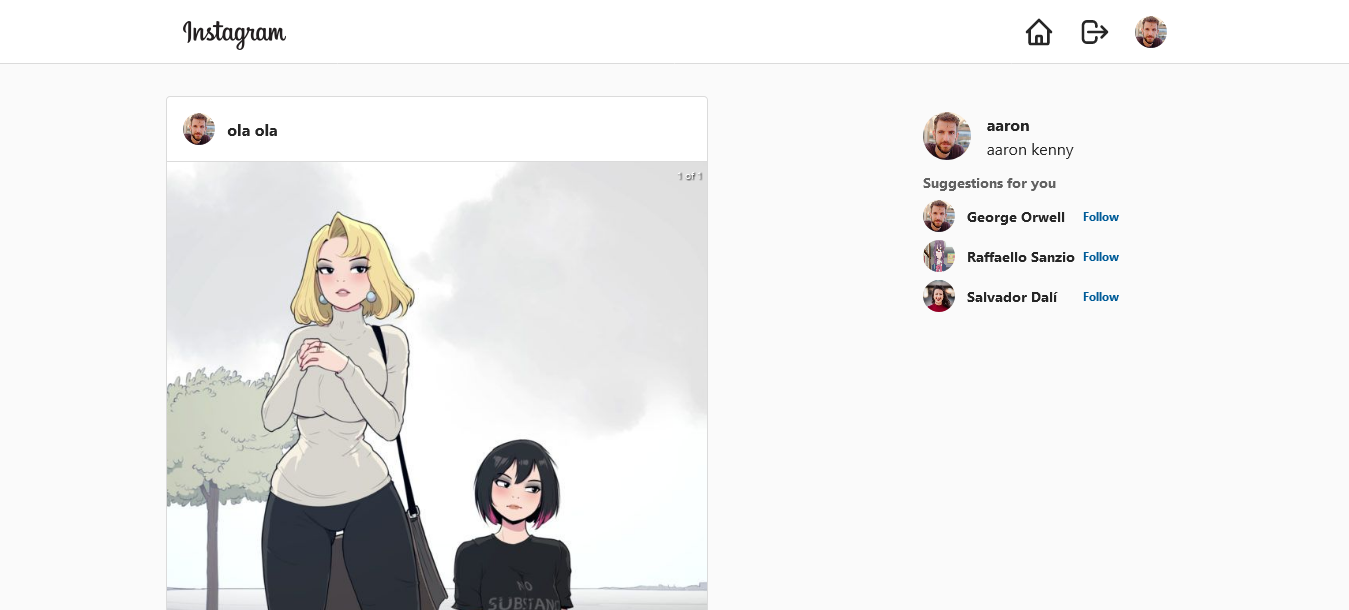 Instagram
ola ola
1 of 1
NO
aaron
aaron kenny
Suggestions for you
George Orwell Follow
Raffaello Sanzio Follow
Salvador Dalí Follow